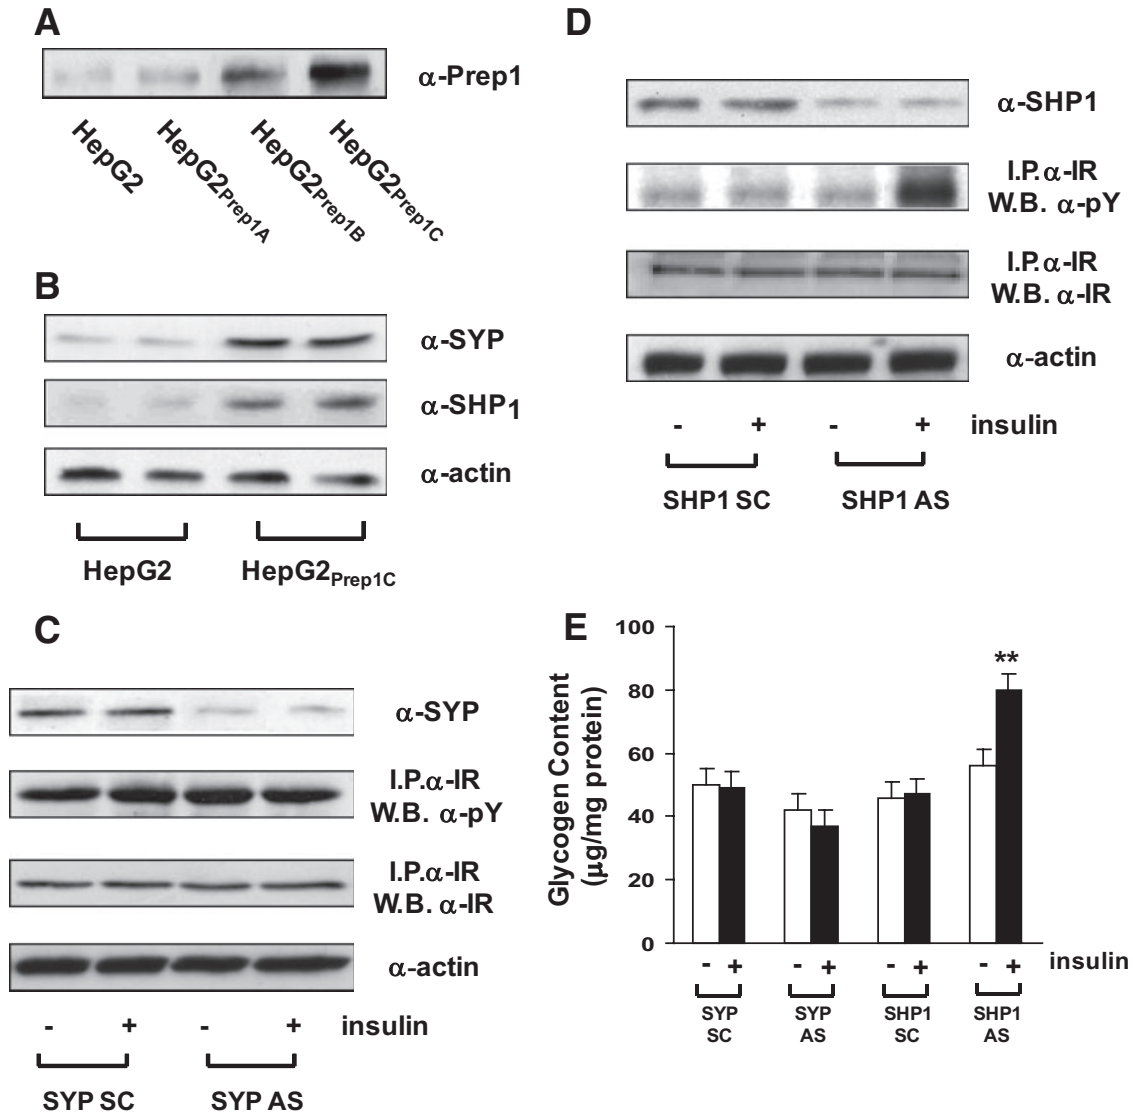 A
α-Prep1
HepG2
HepG2Prep1A
HepG2Prep1B
HepG2Prep1C
B
α-SYP
α-SHP1
α-actin
HepG2
HepG2Prep1C
C
α-SYP
I.P.α-IR
W.B. α-pY
I.P.α-IR
W.B. α-IR
α-actin
- + - + insulin
SYP SC SYP AS
D
α-SHP1
I.P.α-IR
W.B. α-pY
I.P.α-IR
W.B. α-IR
α-actin
- + - + insulin
SHP1 SC SHP1 AS
E
Glycogen Content
(μg/mg protein)
100
80
60
40
20
0
**
- + - + - + - + insulin
SYP SYP SHP1 SHP1
SC AS SC AS